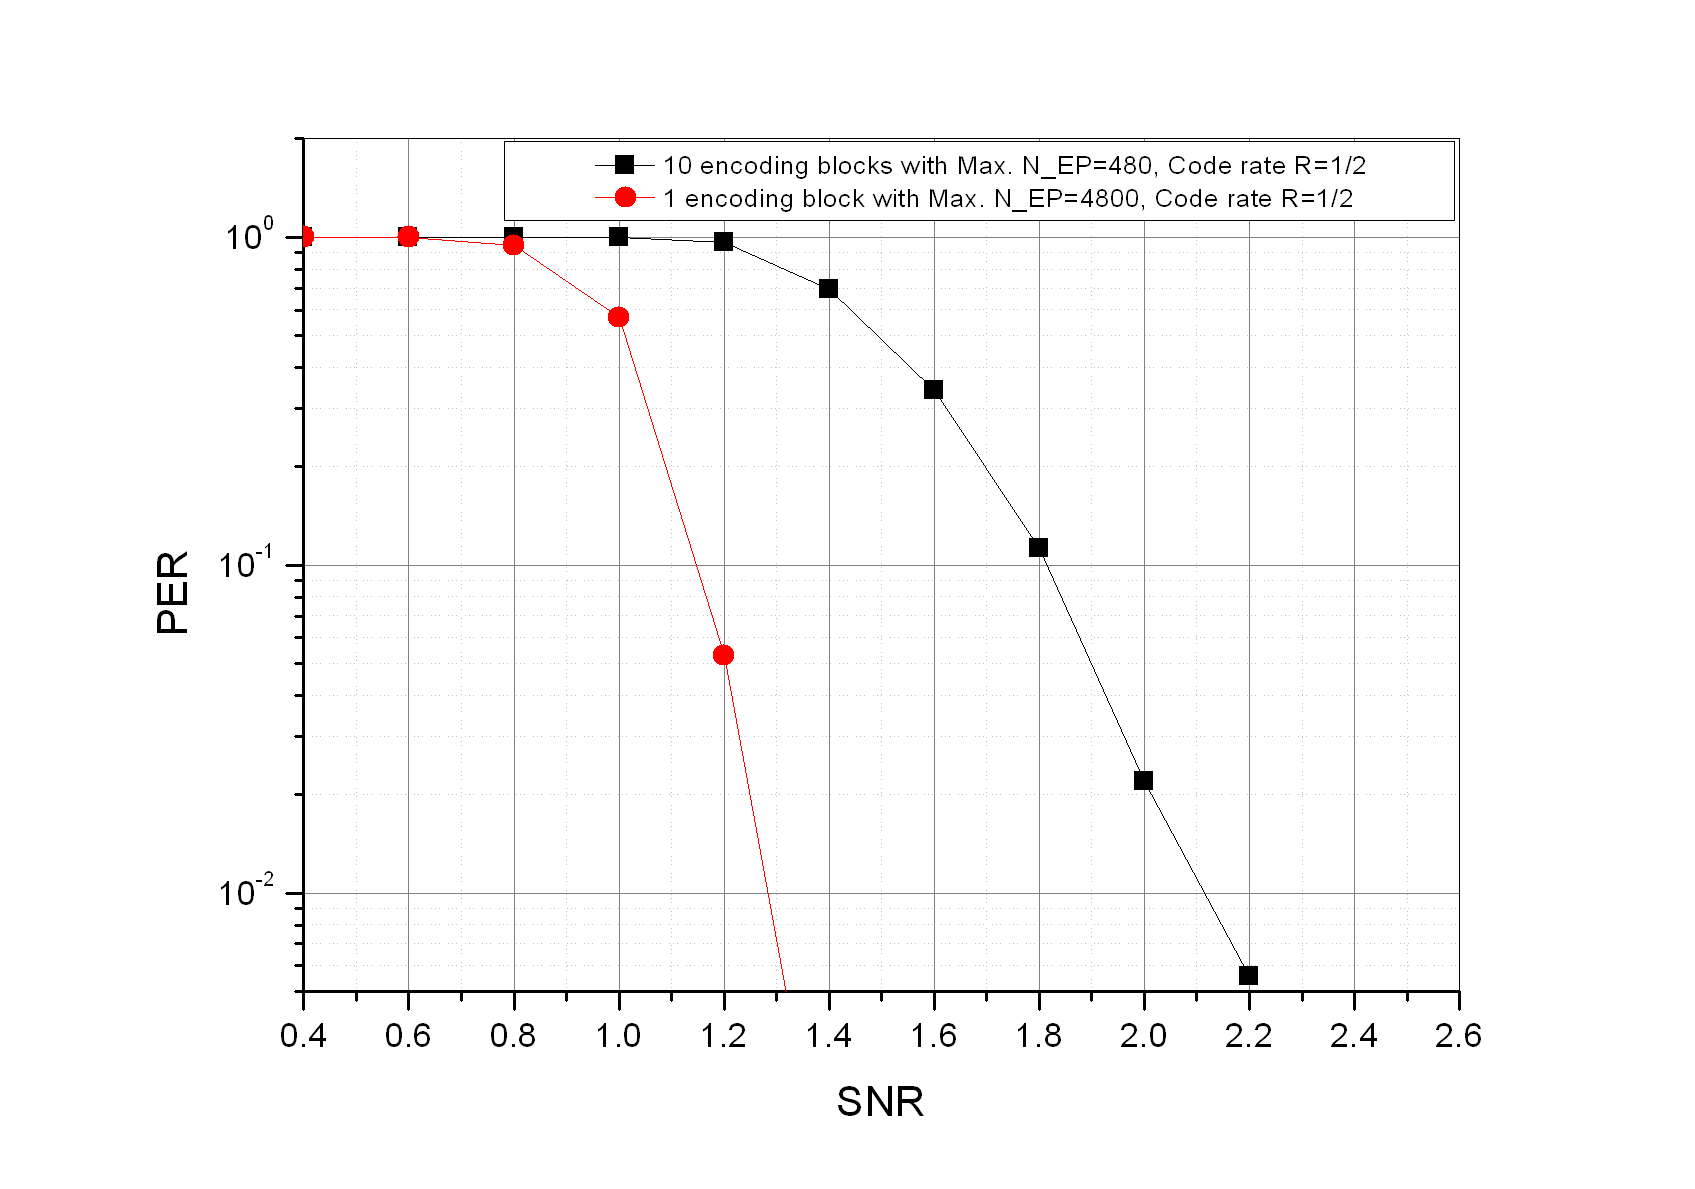 10 encoding blocks with Max. N_EP=480, Code rate R=1/2
1 encoding block with Max. N_EP=4800, Code rate R=1/2
10^0
10^-1
10^-2
PER
0.4 0.6 0.8 1.0 1.2 1.4 1.6 1.8 2.0 2.2 2.4 2.6
SNR